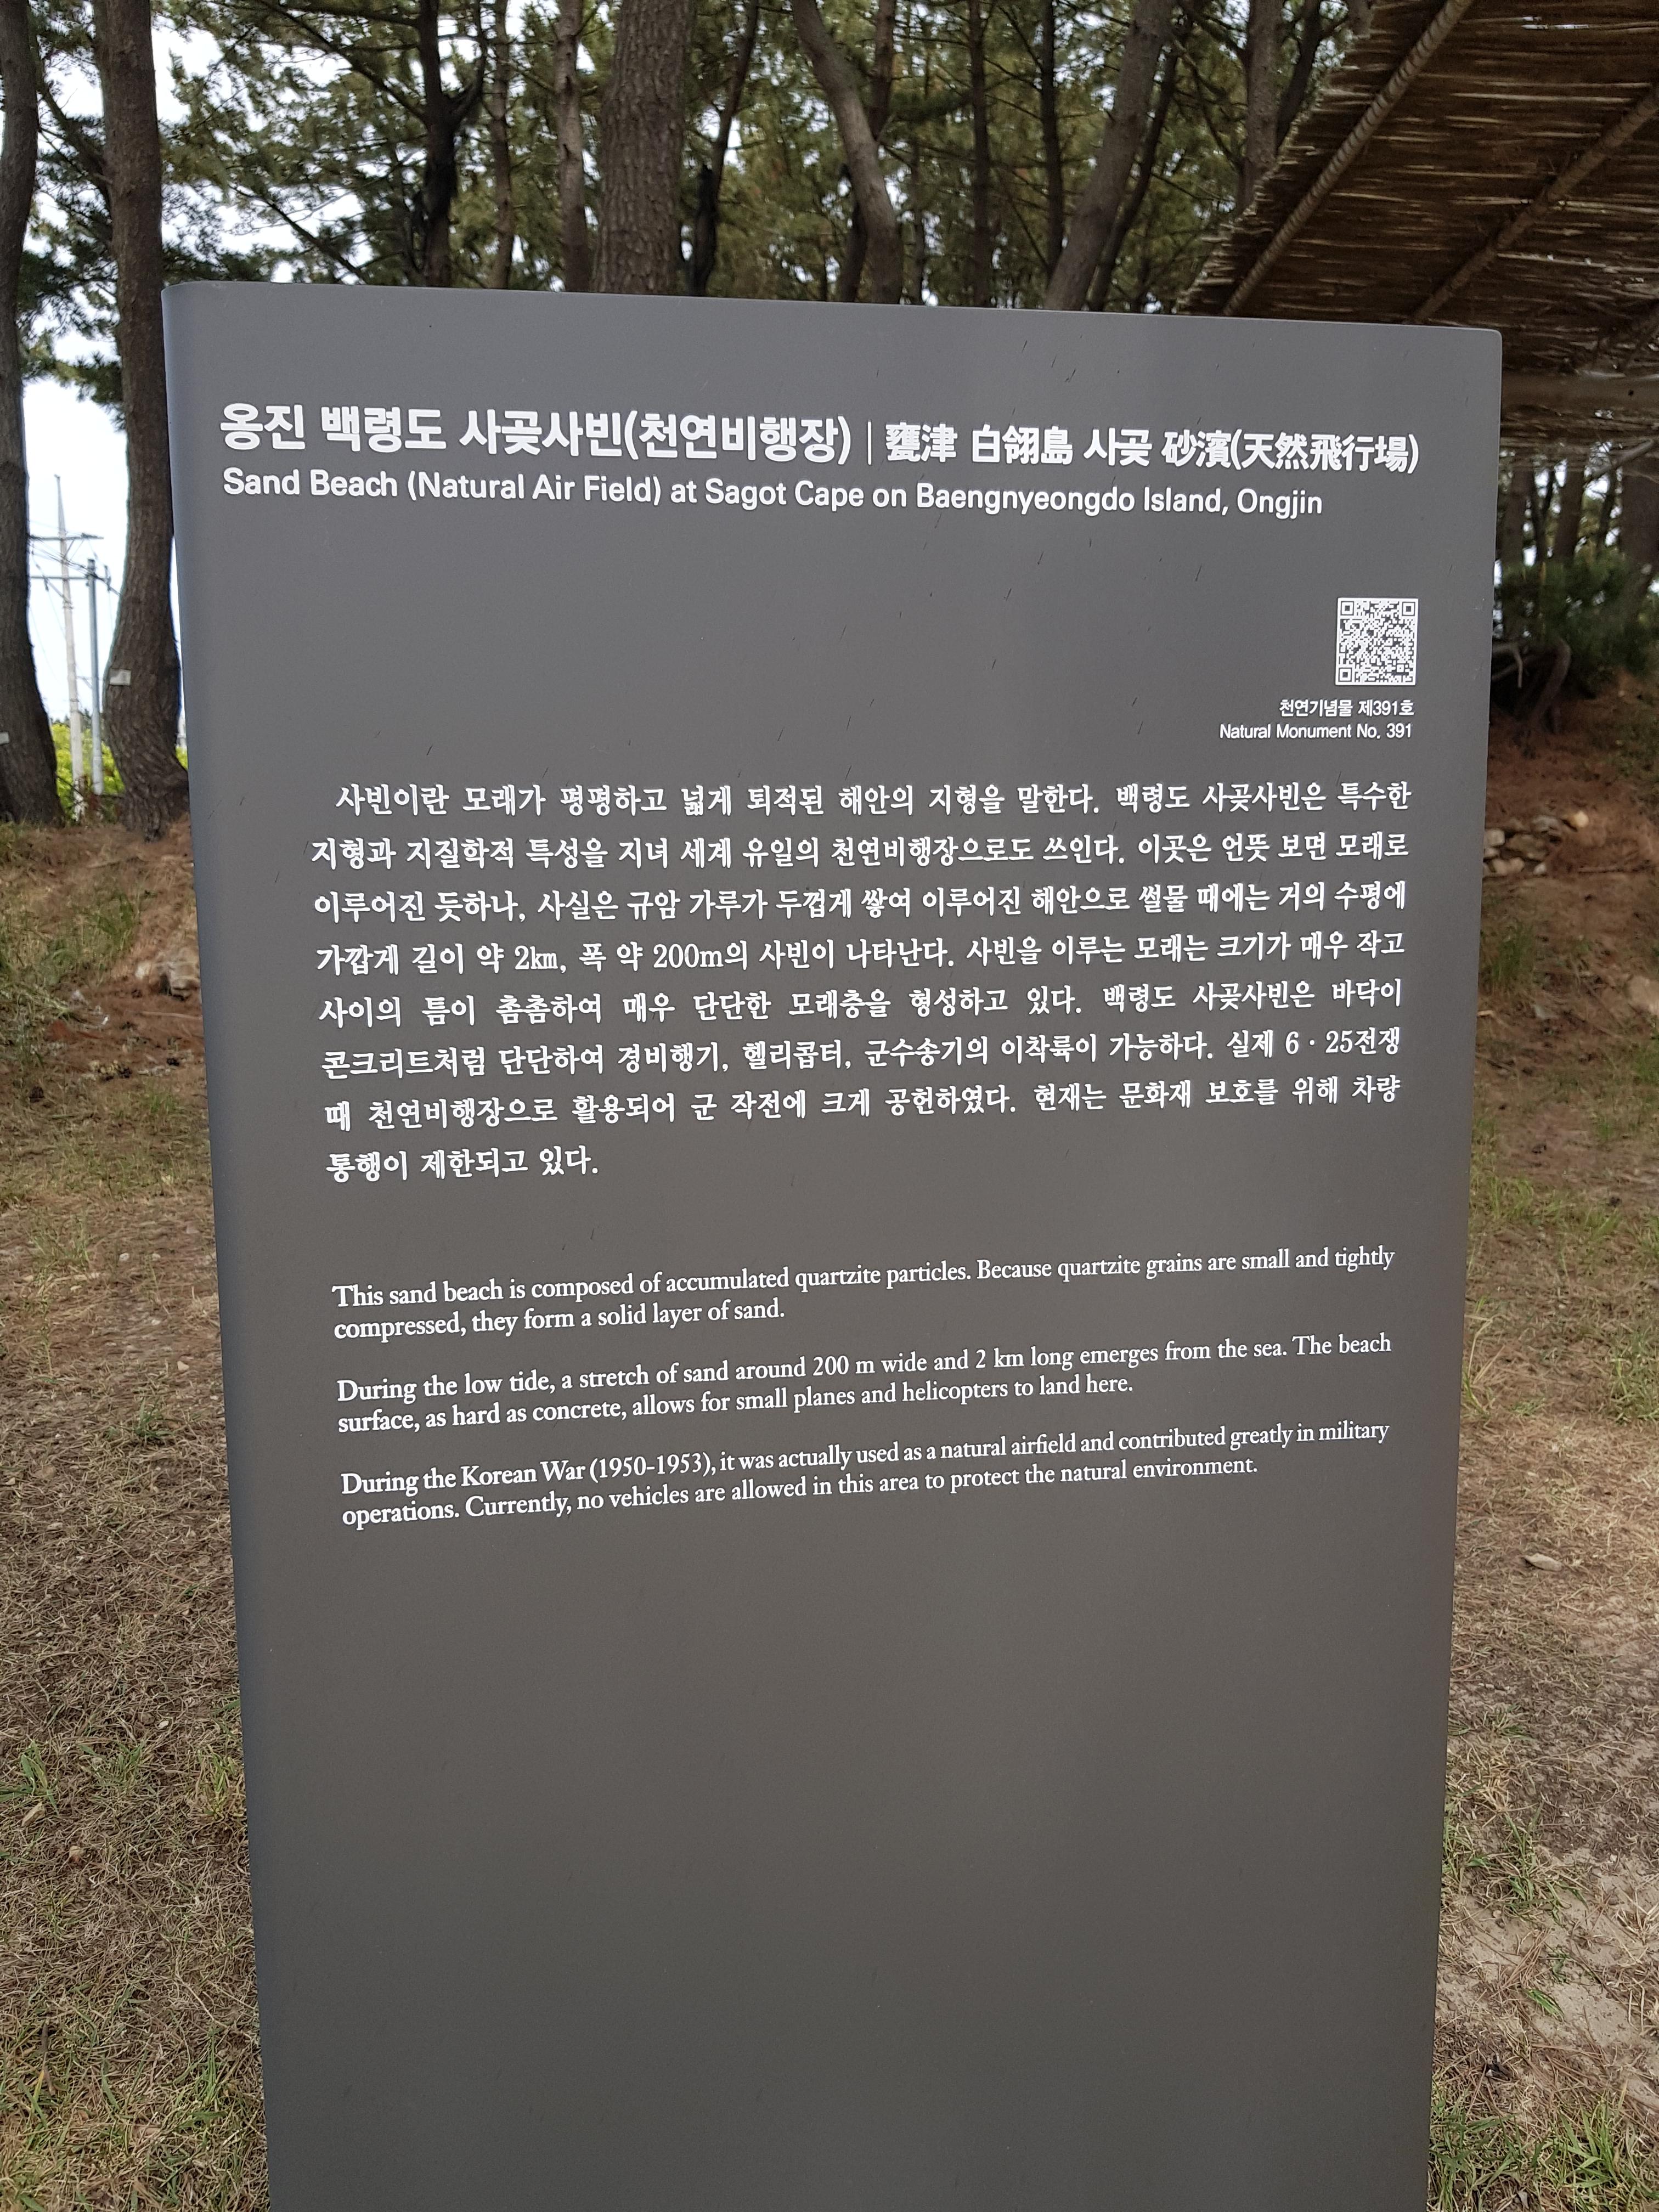 옹진 백령도 사곶사빈(천연비행장) | 甕津 白翎島 사곶 砂濱(天然飛行場)
Sand Beach (Natural Air Field) at Sagot Cape on Baengnyeongdo Island, Ongjin
천연기념물 제391호
Natural Monument No. 391
사빈이란 모래가 평평하고 넓게 퇴적된 해안의 지형을 말한다. 백령도 사곶사빈은 특수한
지형과 지질학적 특성을 지녀 세계 유일의 천연비행장으로도 쓰인다. 이곳은 언뜻 보면 모래로
이루어진 듯하나, 사실은 규암 가루가 두껍게 쌓여 이루어진 해안으로 썰물 때에는 거의 수평에
가깝게 길이 약 2㎞, 폭 약 200m의 사빈이 나타난다. 사빈을 이루는 모래는 크기가 매우 작고
사이의 틈이 촘촘하여 매우 단단한 모래층을 형성하고 있다. 백령도 사곶사빈은 바닥이
콘크리트처럼 단단하여 경비행기, 헬리콥터, 군수송기의 이착륙이 가능하다. 실제 6·25전쟁
때 천연비행장으로 활용되어 군 작전에 크게 공헌하였다. 현재는 문화재 보호를 위해 차량
통행이 제한되고 있다.
This sand beach is composed of accumulated quartzite particles. Because quartzite grains are small and tightly
compressed, they form a solid layer of sand.
During the low tide, a stretch of sand around 200 m wide and 2 km long emerges from the sea. The beach
surface, as hard as concrete, allows for small planes and helicopters to land here.
During the Korean War (1950-1953), it was actually used as a natural airfield and contributed greatly in military
operations. Currently, no vehicles are allowed in this area to protect the natural environment.